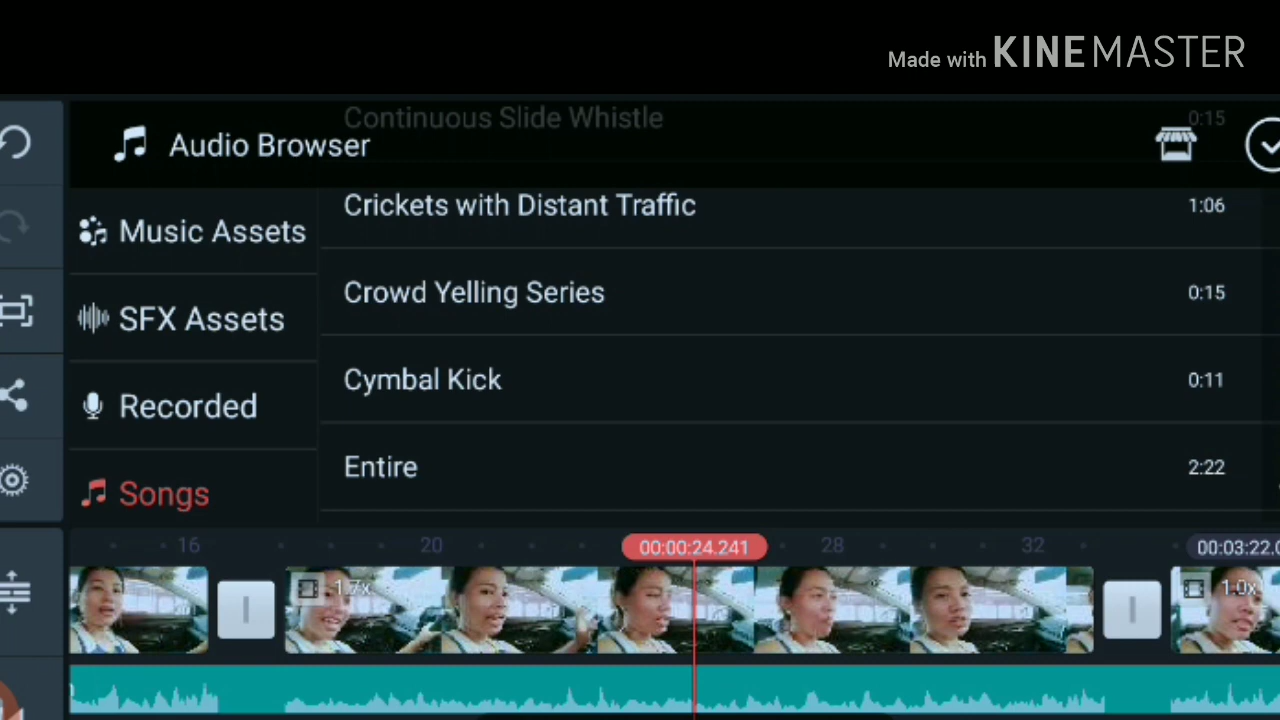 Made with KINEMASTER
Continuous Slide Whistle 0:15
Audio Browser
Crickets with Distant Traffic 1:06
Music Assets
Crowd Yelling Series 0:15
SFX Assets
Cymbal Kick 0:11
Recorded
Entire 2:22
Songs
16 20 00:00:24.241 28 32 00:03:22.0
1.7x 1.0x